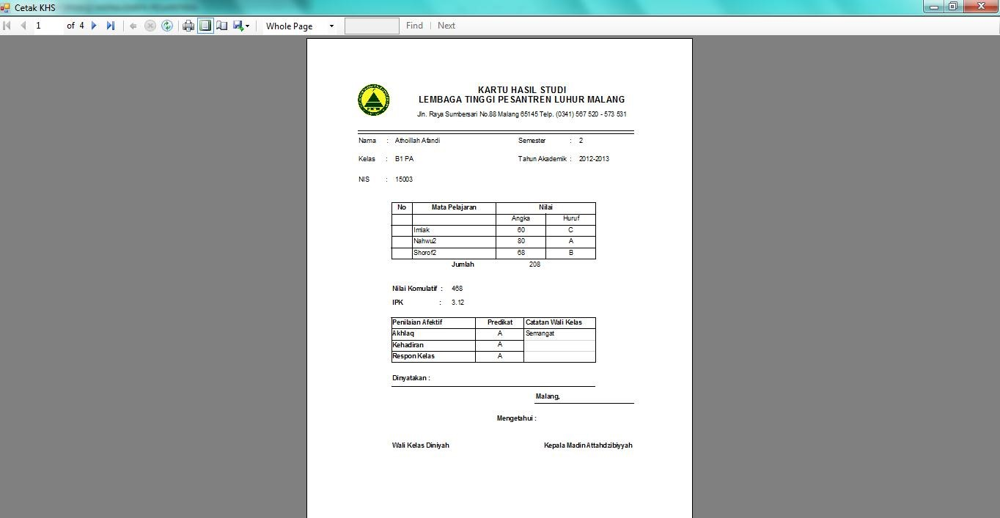 Cetak KHS
1 of 4 Whole Page Find Next
KARTU HASIL STUDI
LEMBAGA TINGGI PESANTREN LUHUR MALANG
Jln. Raya Sumbersari No.88 Malang 65145 Telp. (0341) 567 520 - 573 531
Nama : Athoillah Afandi Semester : 2
Kelas : B1 PA Tahun Akademik : 2012-2013
NIS : 15003
No Mata Pelajaran Nilai
Angka Huruf
Imlak 60 C
Nahwu2 80 A
Shorof2 68 B
Jumlah 208
Nilai Komulatif : 468
IPK : 3.12
Penilaian Afektif Predikat Catatan Wali Kelas
Akhlaq A Semangat
Kehadiran A
Respon Kelas A
Dinyatakan :
Malang,
Mengetahui :
Wali Kelas Diniyah Kepala Madin Attahdzibiyyah